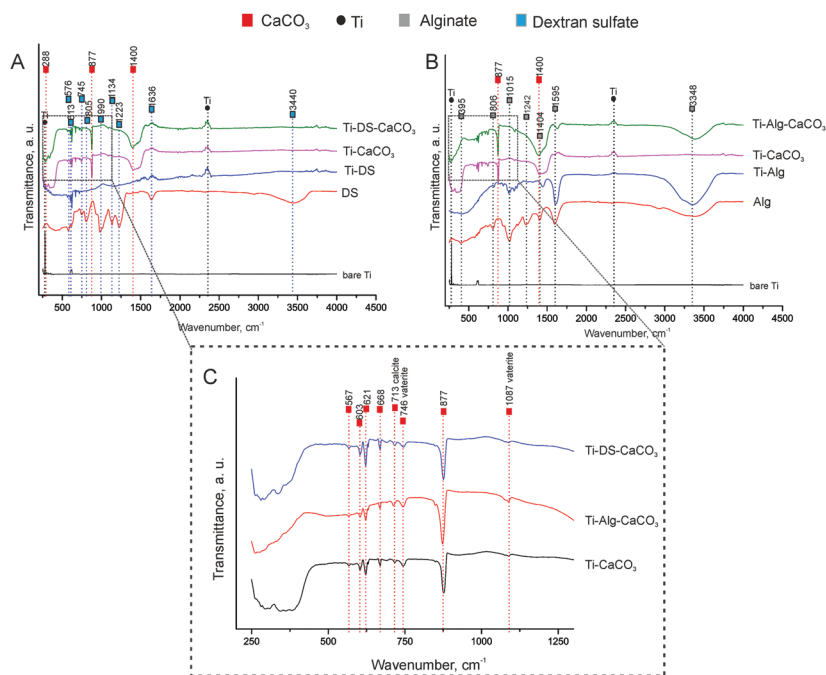 CaCO₃ Ti Alginate Dextran sulfate
A
288
576
613
745
805
877
990
1134
1223
1400
1636
Ti
3440
Ti
Ti-DS-CaCO₃
Ti-CaCO₃
Ti-DS
DS
bare Ti
Transmittance, a. u.
500 1000 1500 2000 2500 3000 3500 4000 4500
Wavenumber, cm⁻¹
B
Ti
395
806
877
1015
1242
1400
1404
1595
Ti
3348
Ti-Alg-CaCO₃
Ti-CaCO₃
Ti-Alg
Alg
bare Ti
Transmittance, a. u.
500 1000 1500 2000 2500 3000 3500 4000 4500
Wavenumber, cm⁻¹
C
567
603
621
668
713 calcite
746 vaterite
877
1087 vaterite
Ti-DS-CaCO₃
Ti-Alg-CaCO₃
Ti-CaCO₃
Transmittance, a. u.
250 500 750 1000 1250
Wavenumber, cm⁻¹